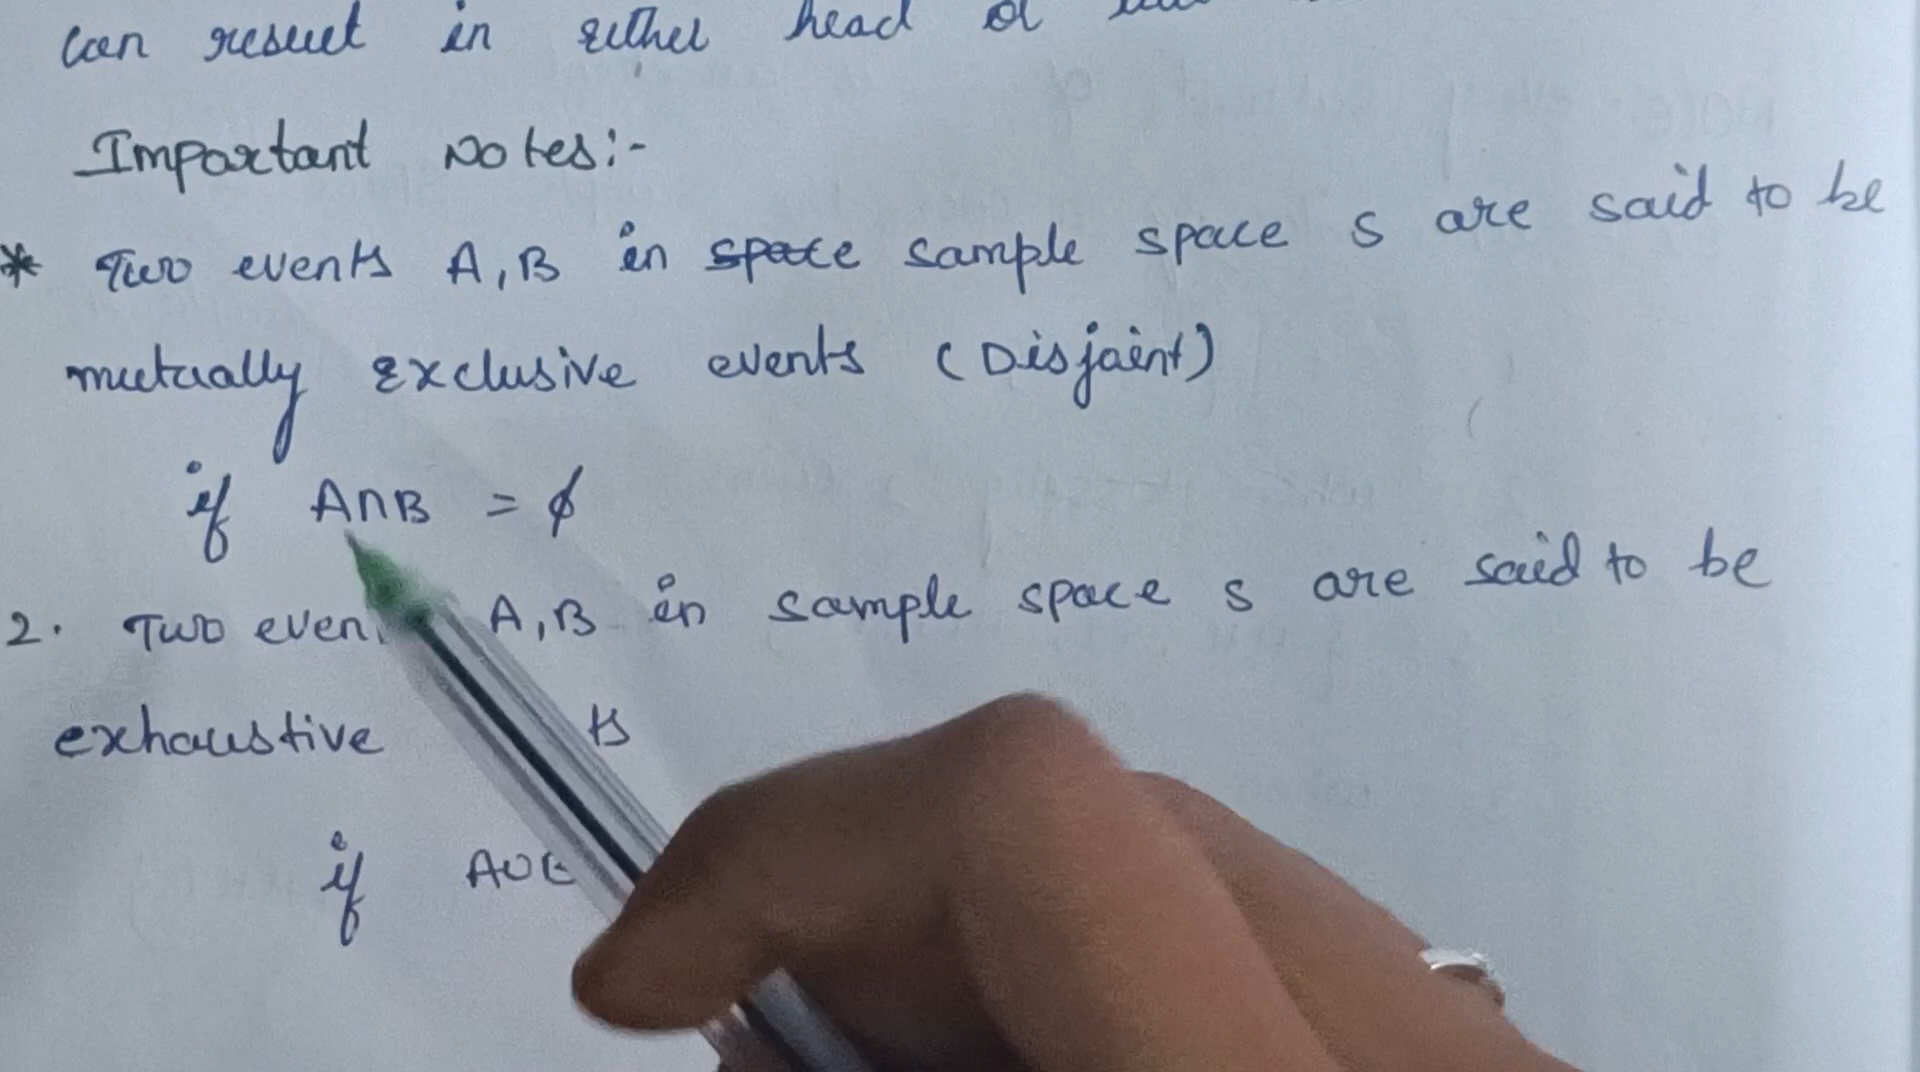 can result in either head or
Important Notes:-
* Two events A, B in space sample space S are said to be
mutually exclusive events (Disjoint)
if A∩B = ϕ
2. Two even A, B in sample space S are said to be
exhaustive ts
if A∪B